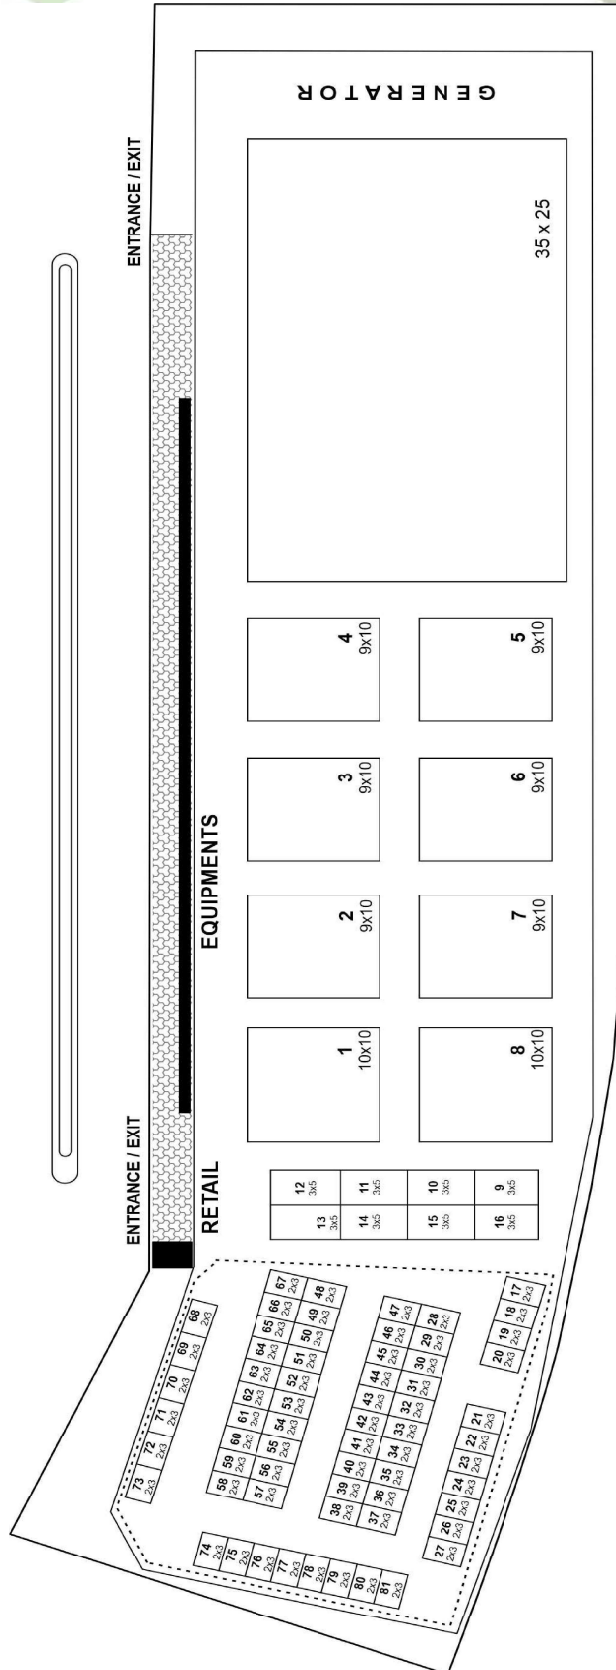 GENERATOR
ENTRANCE / EXIT
35 x 25
4
9x10
5
9x10
3
9x10
6
9x10
EQUIPMENTS
2
9x10
7
9x10
1
10x10
8
10x10
ENTRANCE / EXIT
RETAIL
12
3x5
11
3x5
10
3x5
9
3x5
13
3x5
14
3x5
15
3x5
16
3x5
67
2x3
66
2x3
65
2x3
64
2x3
63
2x3
62
2x3
61
2x3
60
2x3
59
2x3
58
2x3
48
2x3
49
2x3
50
2x3
51
2x3
52
2x3
53
2x3
54
2x3
55
2x3
56
2x3
57
2x3
68
2x3
69
2x3
70
2x3
71
2x3
72
2x3
73
2x3
47
2x3
46
2x3
45
2x3
44
2x3
43
2x3
42
2x3
41
2x3
40
2x3
39
2x3
38
2x3
28
2x3
29
2x3
30
2x3
31
2x3
32
2x3
33
2x3
34
2x3
35
2x3
36
2x3
37
2x3
17
2x3
18
2x3
19
2x3
20
2x3
21
2x3
22
2x3
23
2x3
24
2x3
25
2x3
26
2x3
27
2x3
74
2x3
75
2x3
76
2x3
77
2x3
78
2x3
79
2x3
80
2x3
81
2x3